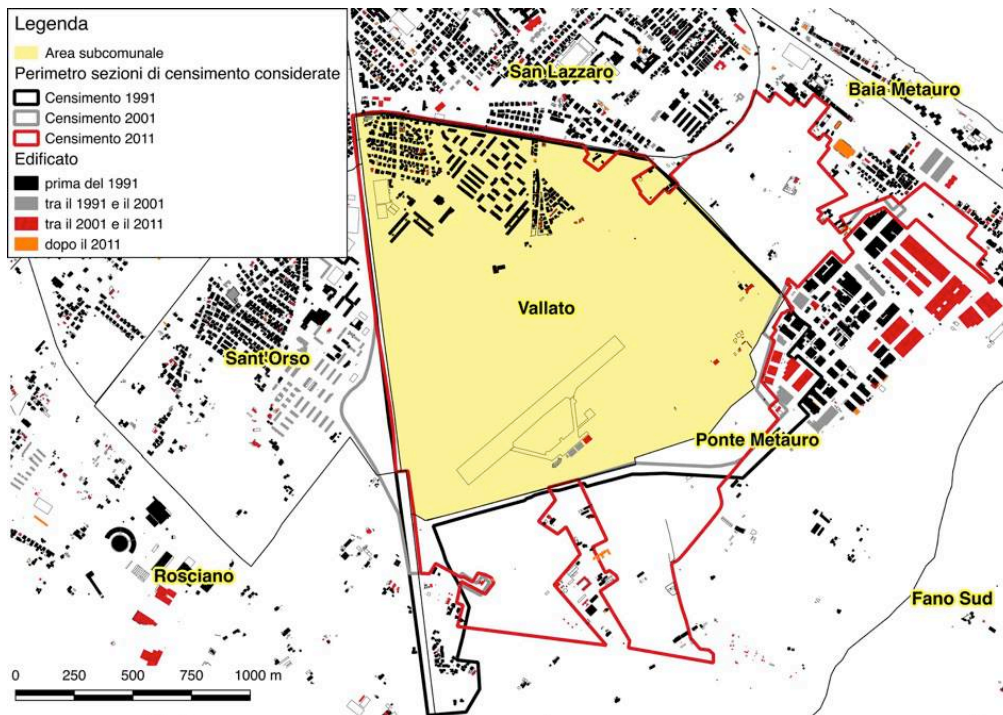 Legenda
Area subcomunale
Perimetro sezioni di censimento considerate
Censimento 1991
Censimento 2001
Censimento 2011
Edificato
prima del 1991
tra il 1991 e il 2001
tra il 2001 e il 2011
dopo il 2011
San Lazzaro
Baia Metauro
Vallato
Sant'Orso
Ponte Metauro
Rosciano
Fano Sud
0 250 500 750 1000 m